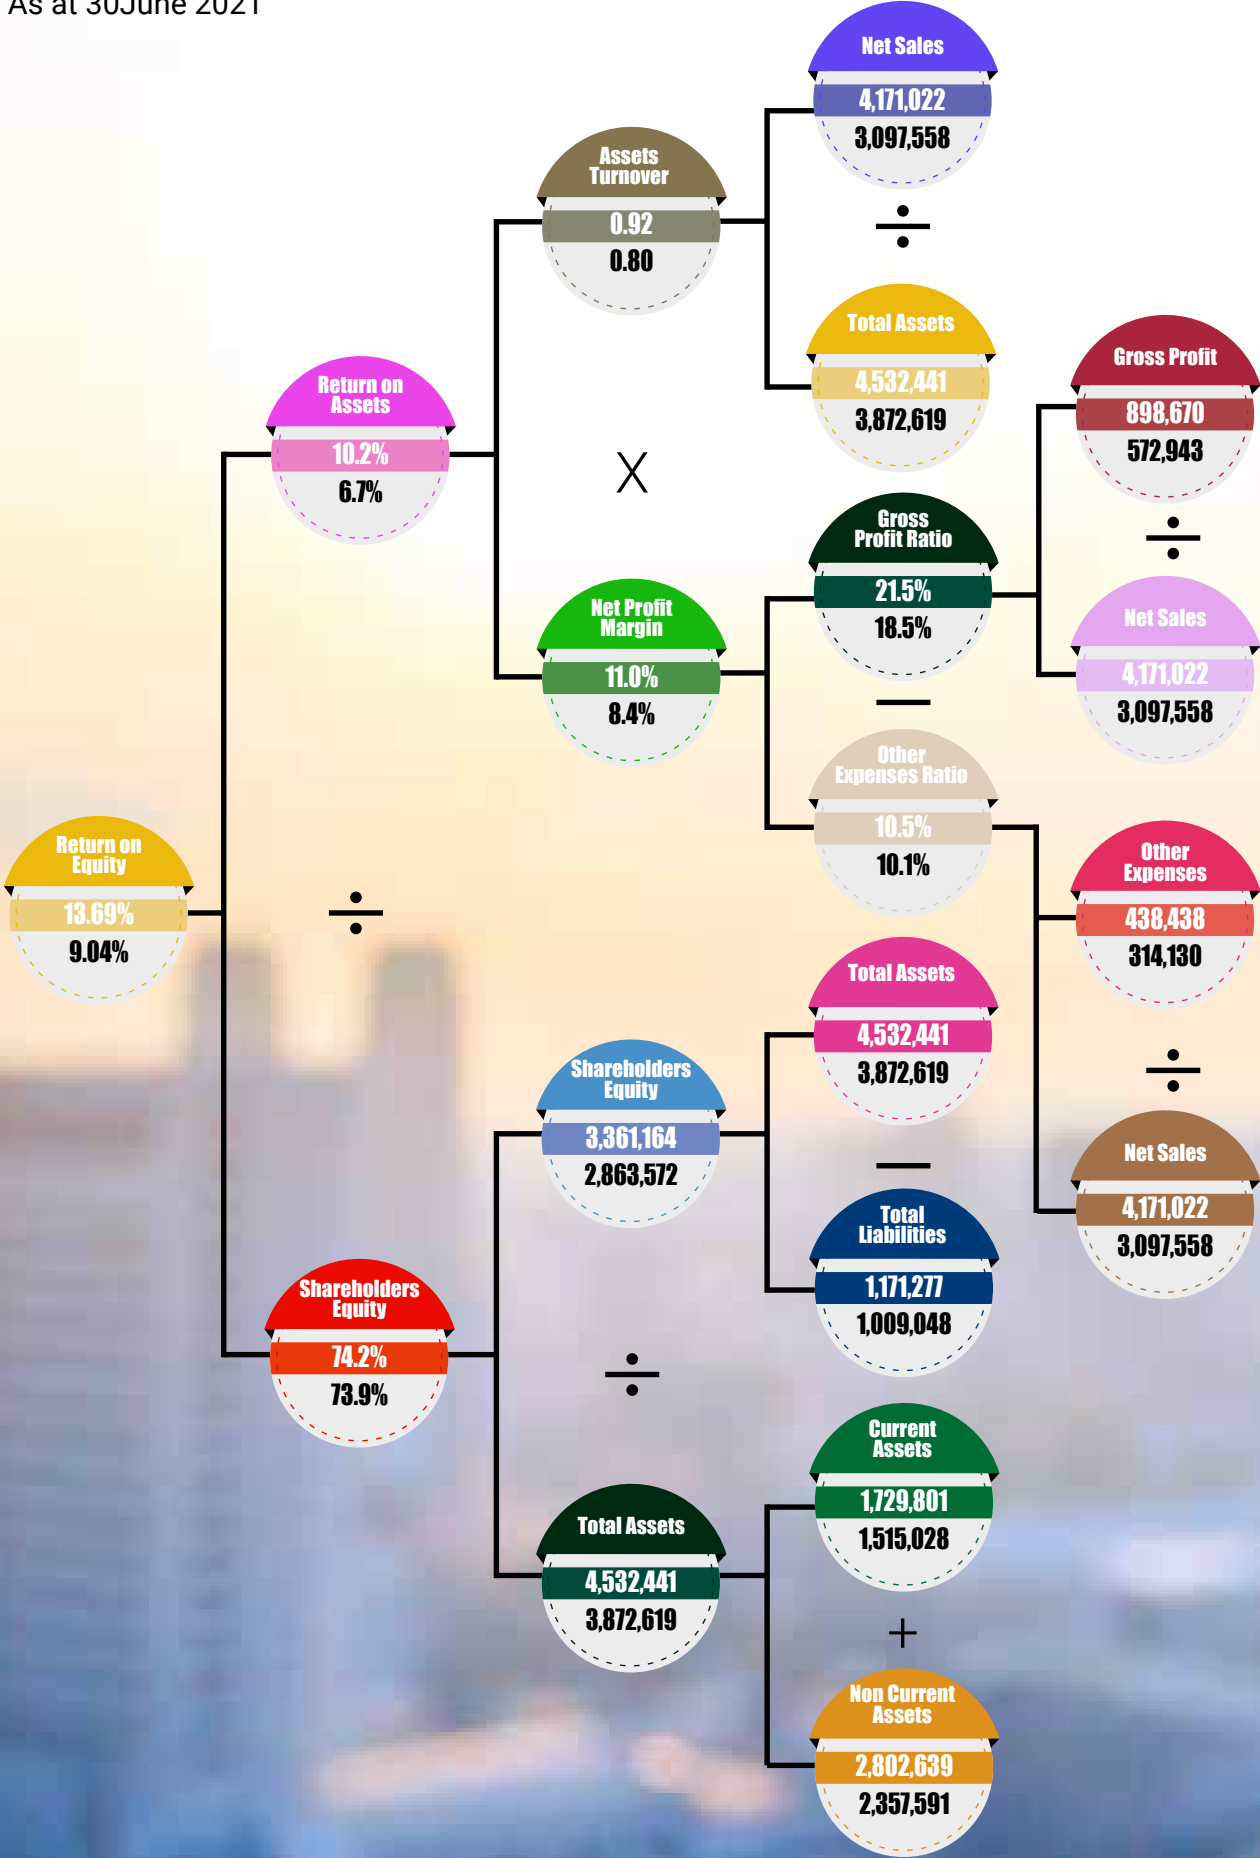 As at 30June 2021
Net Sales
4,171,022
3,097,558
÷
Assets
Turnover
0.92
0.80
Total Assets
4,532,441
3,872,619
Gross Profit
898,670
572,943
÷
Net Sales
4,171,022
3,097,558
Return on
Assets
10.2%
6.7%
X
Gross
Profit Ratio
21.5%
18.5%
—
Net Profit
Margin
11.0%
8.4%
Other
Expenses Ratio
10.5%
10.1%
Return on
Equity
13.69%
9.04%
÷
Other
Expenses
438,438
314,130
÷
Net Sales
4,171,022
3,097,558
Total Assets
4,532,441
3,872,619
—
Shareholders
Equity
3,361,164
2,863,572
Total
Liabilities
1,171,277
1,009,048
Shareholders
Equity
74.2%
73.9%
÷
Current
Assets
1,729,801
1,515,028
+
Total Assets
4,532,441
3,872,619
Non Current
Assets
2,802,639
2,357,591